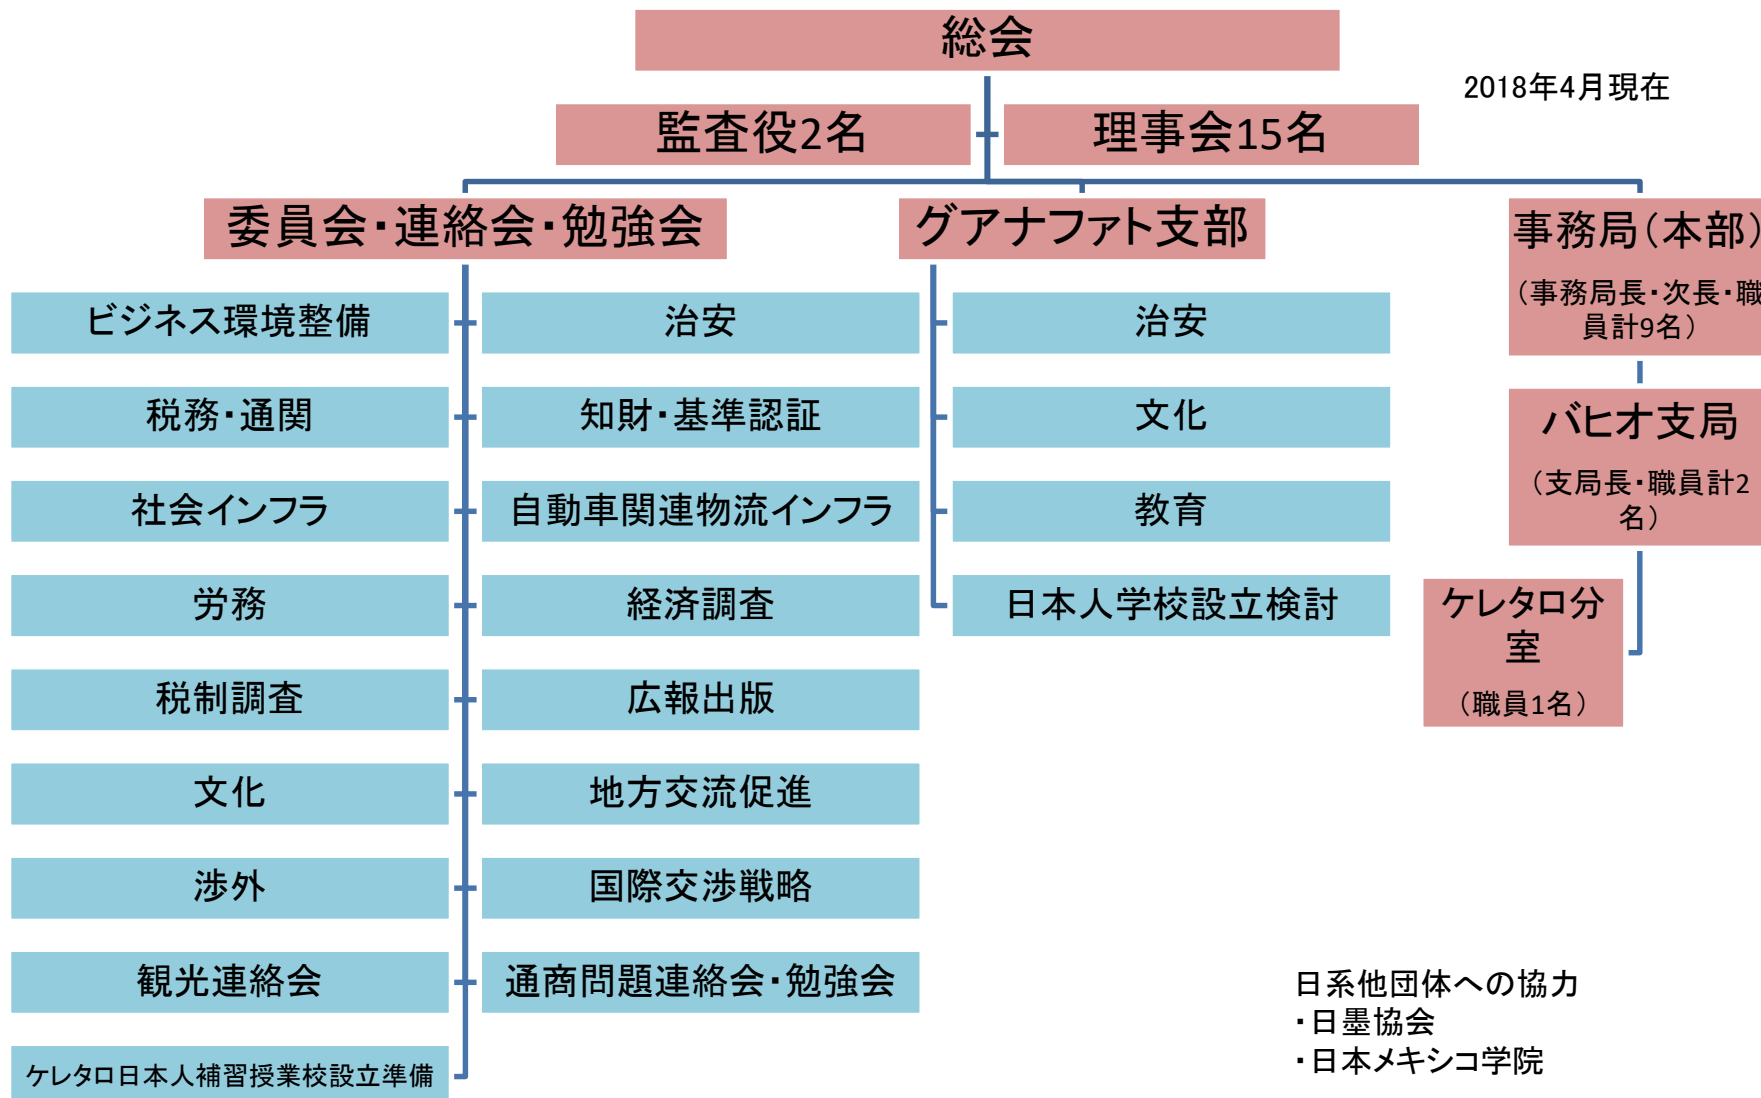 総会
2018年4月現在
監査役2名
理事会15名
委員会・連絡会・勉強会
グアナファト支部
事務局（本部）
（事務局長・次長・職
員計9名）
ビジネス環境整備
治安
治安
税務・通関
知財・基準認証
文化
バヒオ支局
（支局長・職員計2
名）
社会インフラ
自動車関連物流インフラ
教育
労務
経済調査
日本人学校設立検討
ケレタロ分
室
（職員1名）
税制調査
広報出版
文化
地方交流促進
渉外
国際交渉戦略
観光連絡会
通商問題連絡会・勉強会
ケレタロ日本人補習授業校設立準備
日系他団体への協力
・日墨協会
・日本メキシコ学院